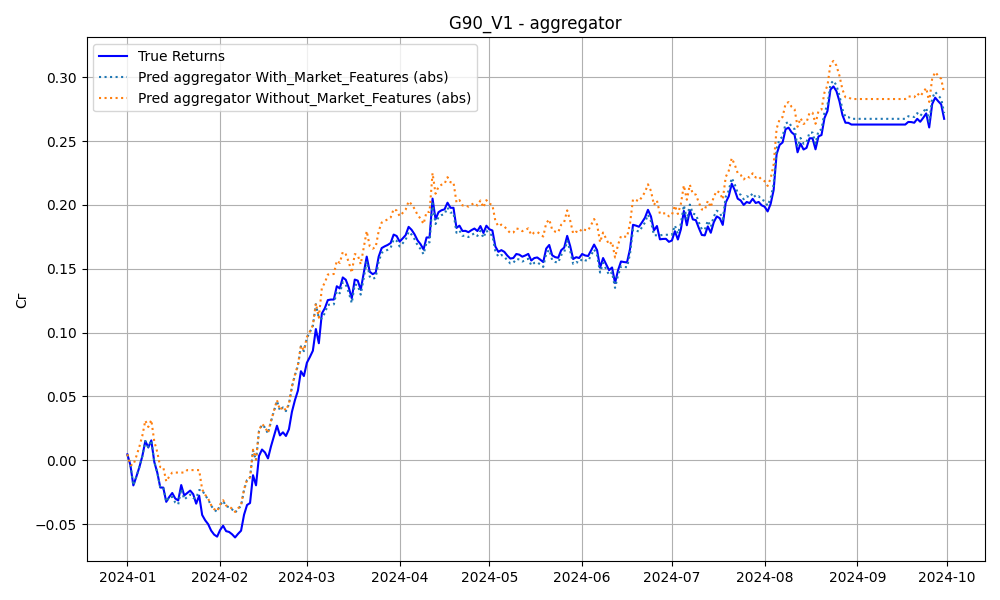 G90_V1 - aggregator
True Returns
Pred aggregator With_Market_Features (abs)
Pred aggregator Without_Market_Features (abs)
Cr
0.30
0.25
0.20
0.15
0.10
0.05
0.00
−0.05
2024-01 2024-02 2024-03 2024-04 2024-05 2024-06 2024-07 2024-08 2024-09 2024-10